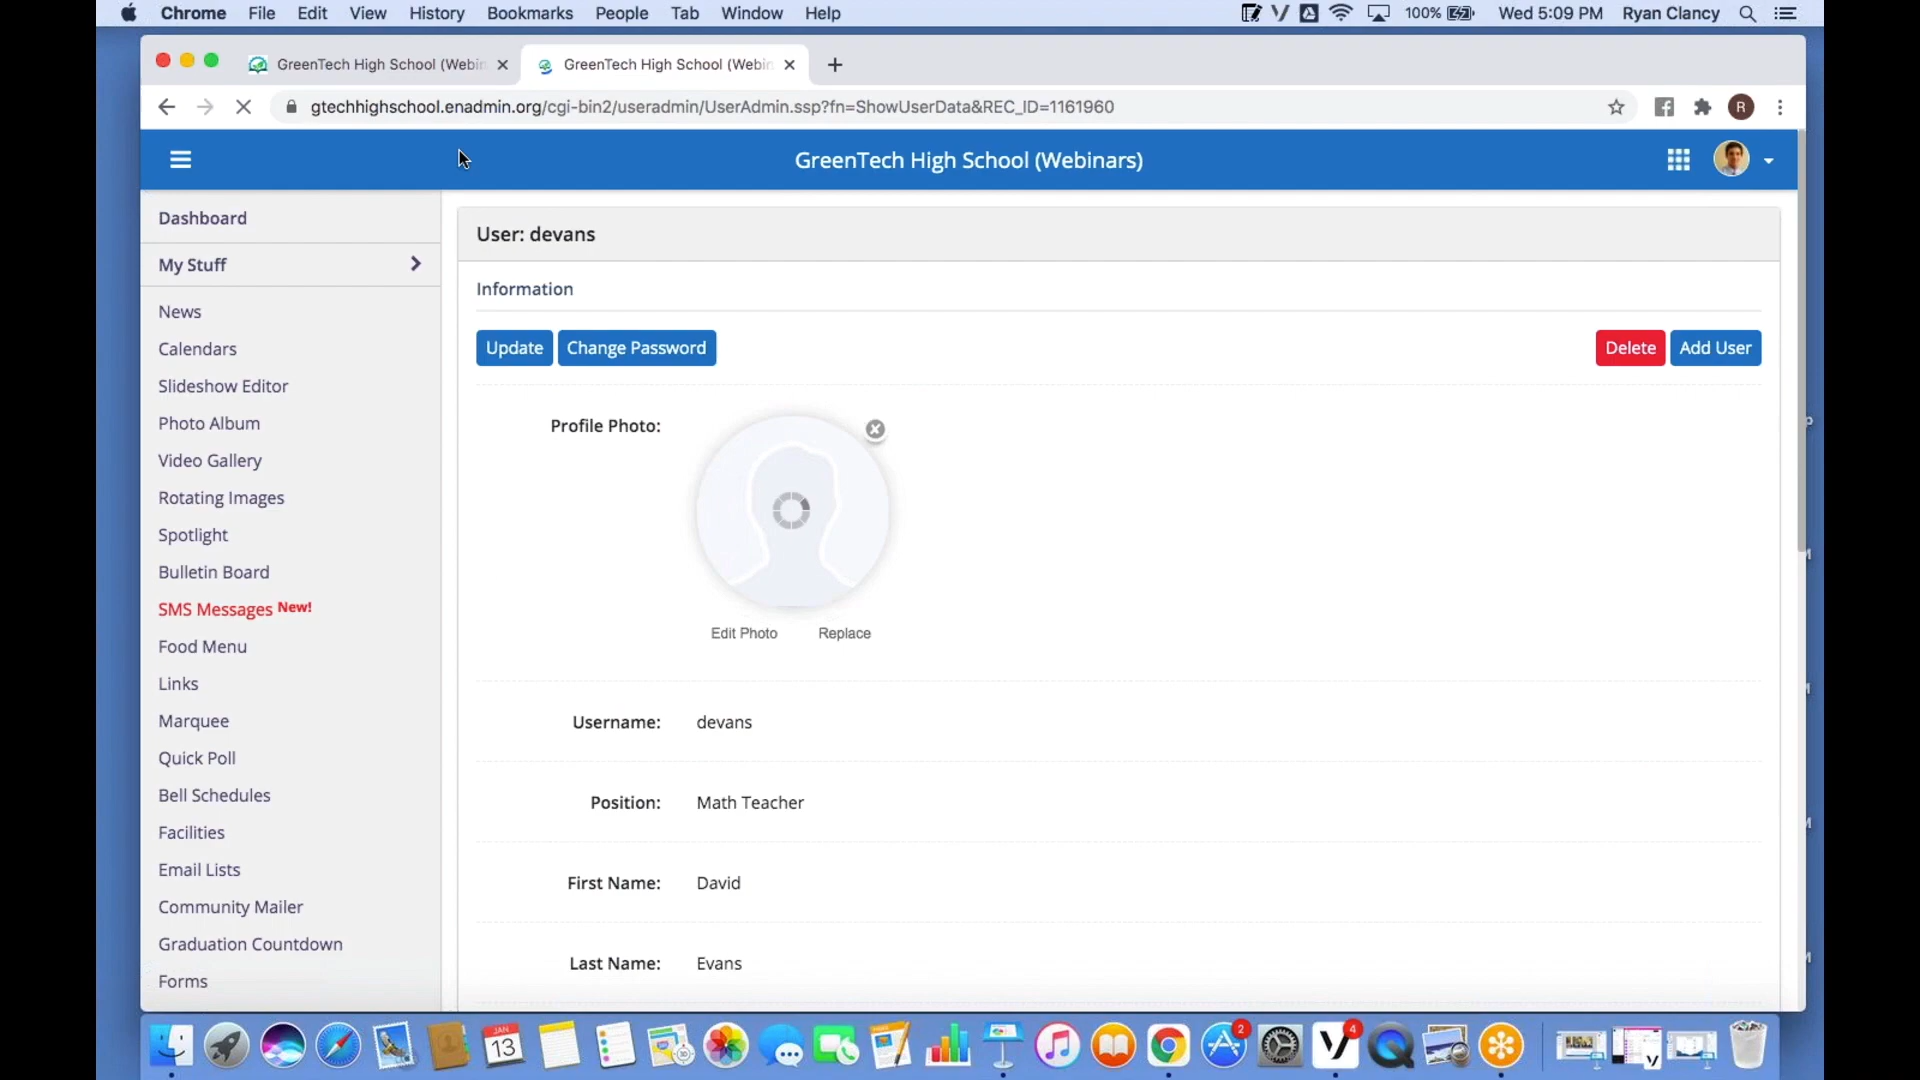 Chrome File Edit View History Bookmarks People Tab Window Help 100% Wed 5:09 PM Ryan Clancy
GreenTech High School (Webin GreenTech High School (Webin
gtechhighschool.enadmin.org/cgi-bin2/useradmin/UserAdmin.ssp?fn=ShowUserData&REC_ID=1161960 R
GreenTech High School (Webinars)
Dashboard
My Stuff
News
Calendars
Slideshow Editor
Photo Album
Video Gallery
Rotating Images
Spotlight
Bulletin Board
SMS Messages New!
Food Menu
Links
Marquee
Quick Poll
Bell Schedules
Facilities
Email Lists
Community Mailer
Graduation Countdown
Forms
User: devans
Information
Update Change Password Delete Add User
Profile Photo:
Edit Photo Replace
Username: devans
Position: Math Teacher
First Name: David
Last Name: Evans
JAN
13
2
4